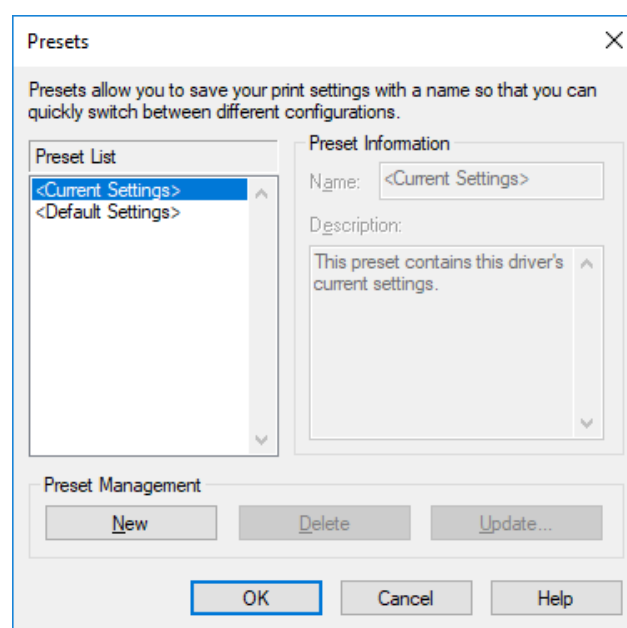 Presets
Presets allow you to save your print settings with a name so that you can
quickly switch between different configurations.
Preset List
<Current Settings>
<Default Settings>
Preset Information
Name: <Current Settings>
Description:
This preset contains this driver's
current settings.
Preset Management
New Delete Update...
OK Cancel Help